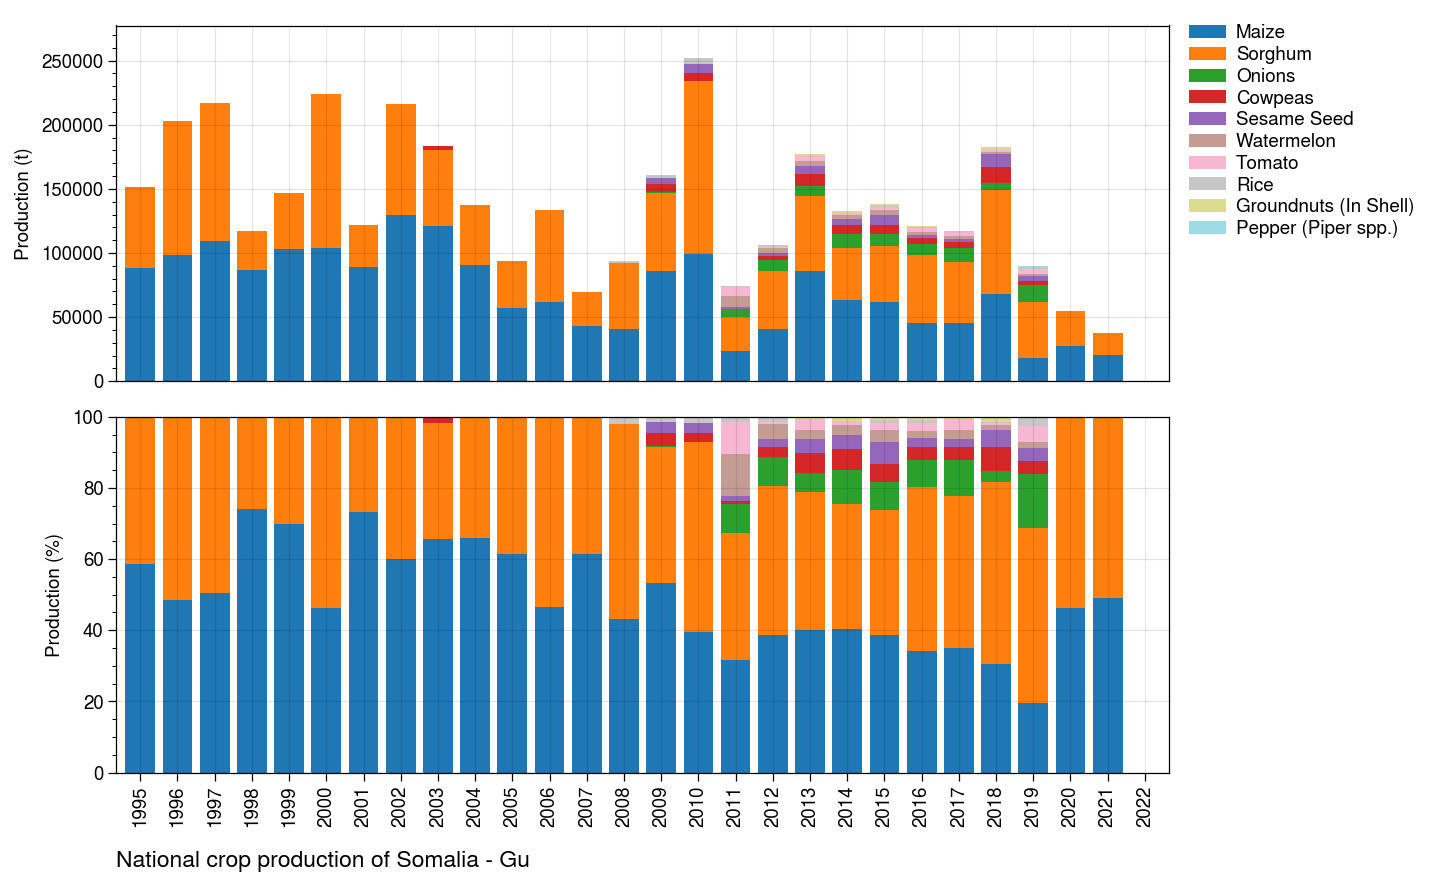 250000
200000
150000
100000
50000
0
Production (t)
Maize
Sorghum
Onions
Cowpeas
Sesame Seed
Watermelon
Tomato
Rice
Groundnuts (In Shell)
Pepper (Piper spp.)
100
80
60
40
20
0
Production (%)
1995 1996 1997 1998 1999 2000 2001 2002 2003 2004 2005 2006 2007 2008 2009 2010 2011 2012 2013 2014 2015 2016 2017 2018 2019 2020 2021 2022
National crop production of Somalia - Gu